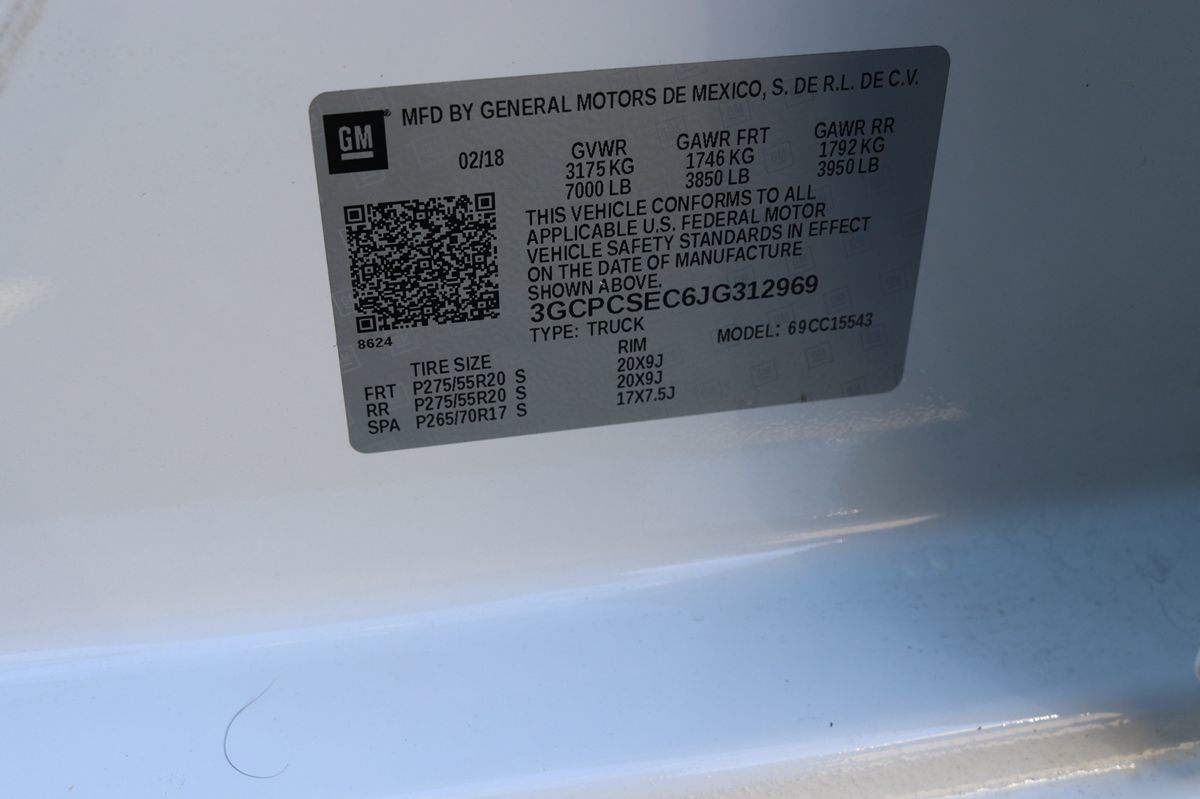 GM® MFD BY GENERAL MOTORS DE MEXICO, S. DE R.L. DE C.V.
02/18
GVWR GAWR FRT GAWR RR
3175 KG 1746 KG 1792 KG
7000 LB 3850 LB 3950 LB
THIS VEHICLE CONFORMS TO ALL
APPLICABLE U.S. FEDERAL MOTOR
VEHICLE SAFETY STANDARDS IN EFFECT
ON THE DATE OF MANUFACTURE
SHOWN ABOVE.
3GCPCSEC6JG312969
TYPE: TRUCK MODEL: 69CC15543
8624
TIRE SIZE RIM
FRT P275/55R20 S 20X9J
RR P275/55R20 S 20X9J
SPA P265/70R17 S 17X7.5J